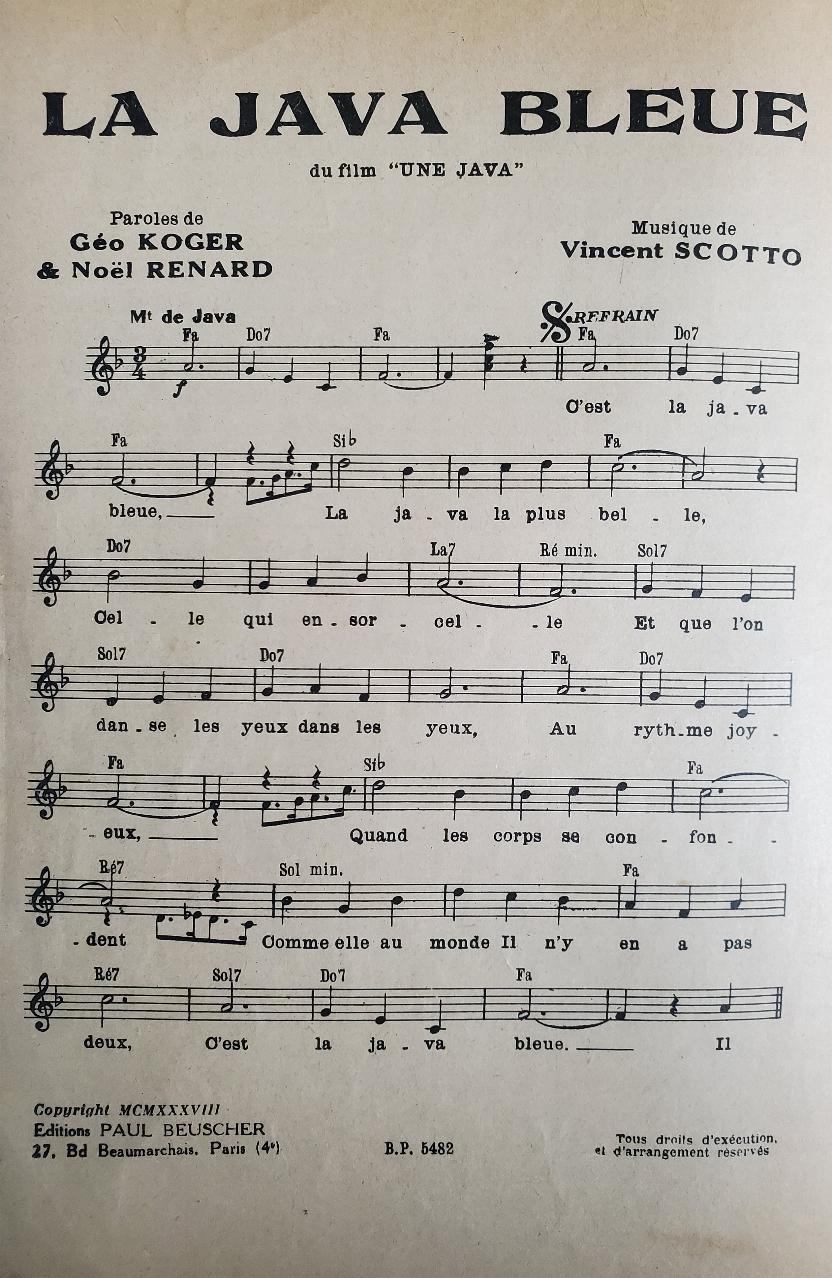 LA JAVA BLEUE
du film “UNE JAVA”
Paroles de
Géo KOGER
& Noël RENARD
Musique de
Vincent SCOTTO
Mt de Java
REFRAIN
Fa Do7 Fa Fa Do7
3
4
f
C'est la ja - va
Fa Sib Fa
bleue, La ja - va la plus bel - le,
Do7 La7 Ré min. Sol7
Cel - le qui en - sor - cel - - le Et que l'on
Sol7 Do7 Fa Do7
dan - se les yeux dans les yeux, Au ryth-me joy -
Fa Sib Fa
- eux, Quand les corps se con - fon - -
Ré7 Sol min. Fa
- dent Comme elle au monde Il n'y en a pas
Ré7 Sol7 Do7 Fa
deux, C'est la ja - va bleue. Il
Copyright MCMXXXVIII
Editions PAUL BEUSCHER
27, Bd Beaumarchais, Paris (4e)
B.P. 5482
Tous droits d'exécution,
et d'arrangement réservés